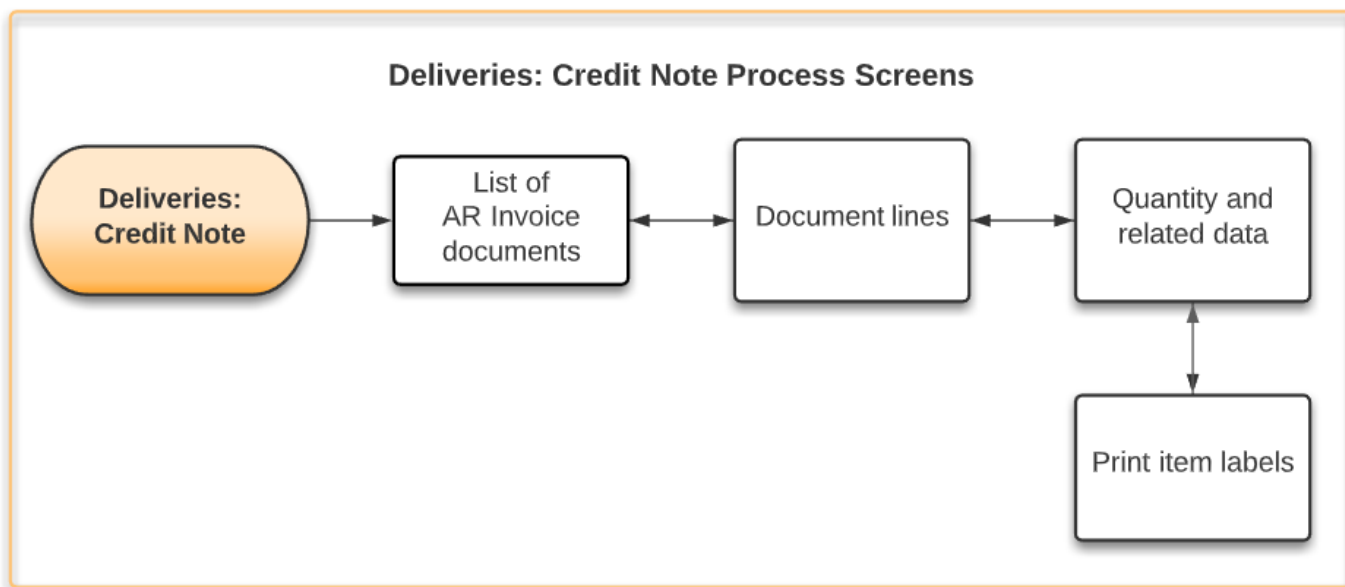 Deliveries: Credit Note Process Screens
Deliveries:
Credit Note
List of
AR Invoice
documents
Document lines
Quantity and
related data
Print item labels